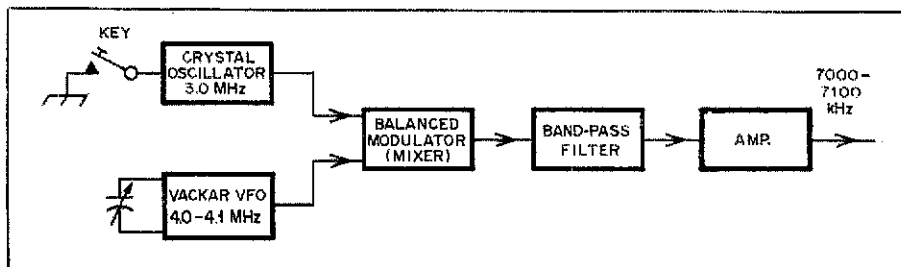 KEY
CRYSTAL
OSCILLATOR
3.0 MHz
VACKAR VFO
4.0–4.1 MHz
BALANCED
MODULATOR
(MIXER)
BAND-PASS
FILTER
AMP.
7000–
7100
kHz